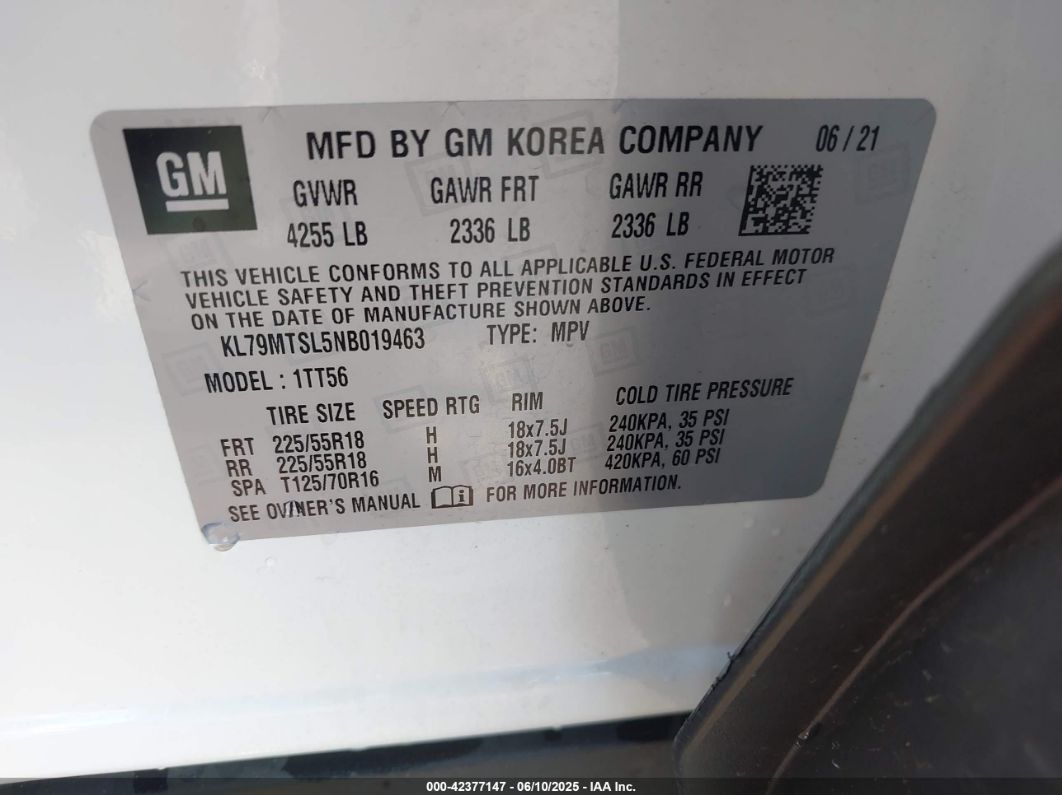 GM
MFD BY GM KOREA COMPANY 06 / 21
GVWR GAWR FRT GAWR RR
4255 LB 2336 LB 2336 LB
THIS VEHICLE CONFORMS TO ALL APPLICABLE U.S. FEDERAL MOTOR
VEHICLE SAFETY AND THEFT PREVENTION STANDARDS IN EFFECT
ON THE DATE OF MANUFACTURE SHOWN ABOVE.
KL79MTSL5NB019463 TYPE: MPV
MODEL : 1TT56
TIRE SIZE SPEED RTG RIM COLD TIRE PRESSURE
FRT 225/55R18 H 18x7.5J 240KPA, 35 PSI
RR 225/55R18 H 18x7.5J 240KPA, 35 PSI
SPA T125/70R16 M 16x4.0BT 420KPA, 60 PSI
SEE OWNER'S MANUAL FOR MORE INFORMATION.
000-42377147 - 06/10/2025 - IAA Inc.